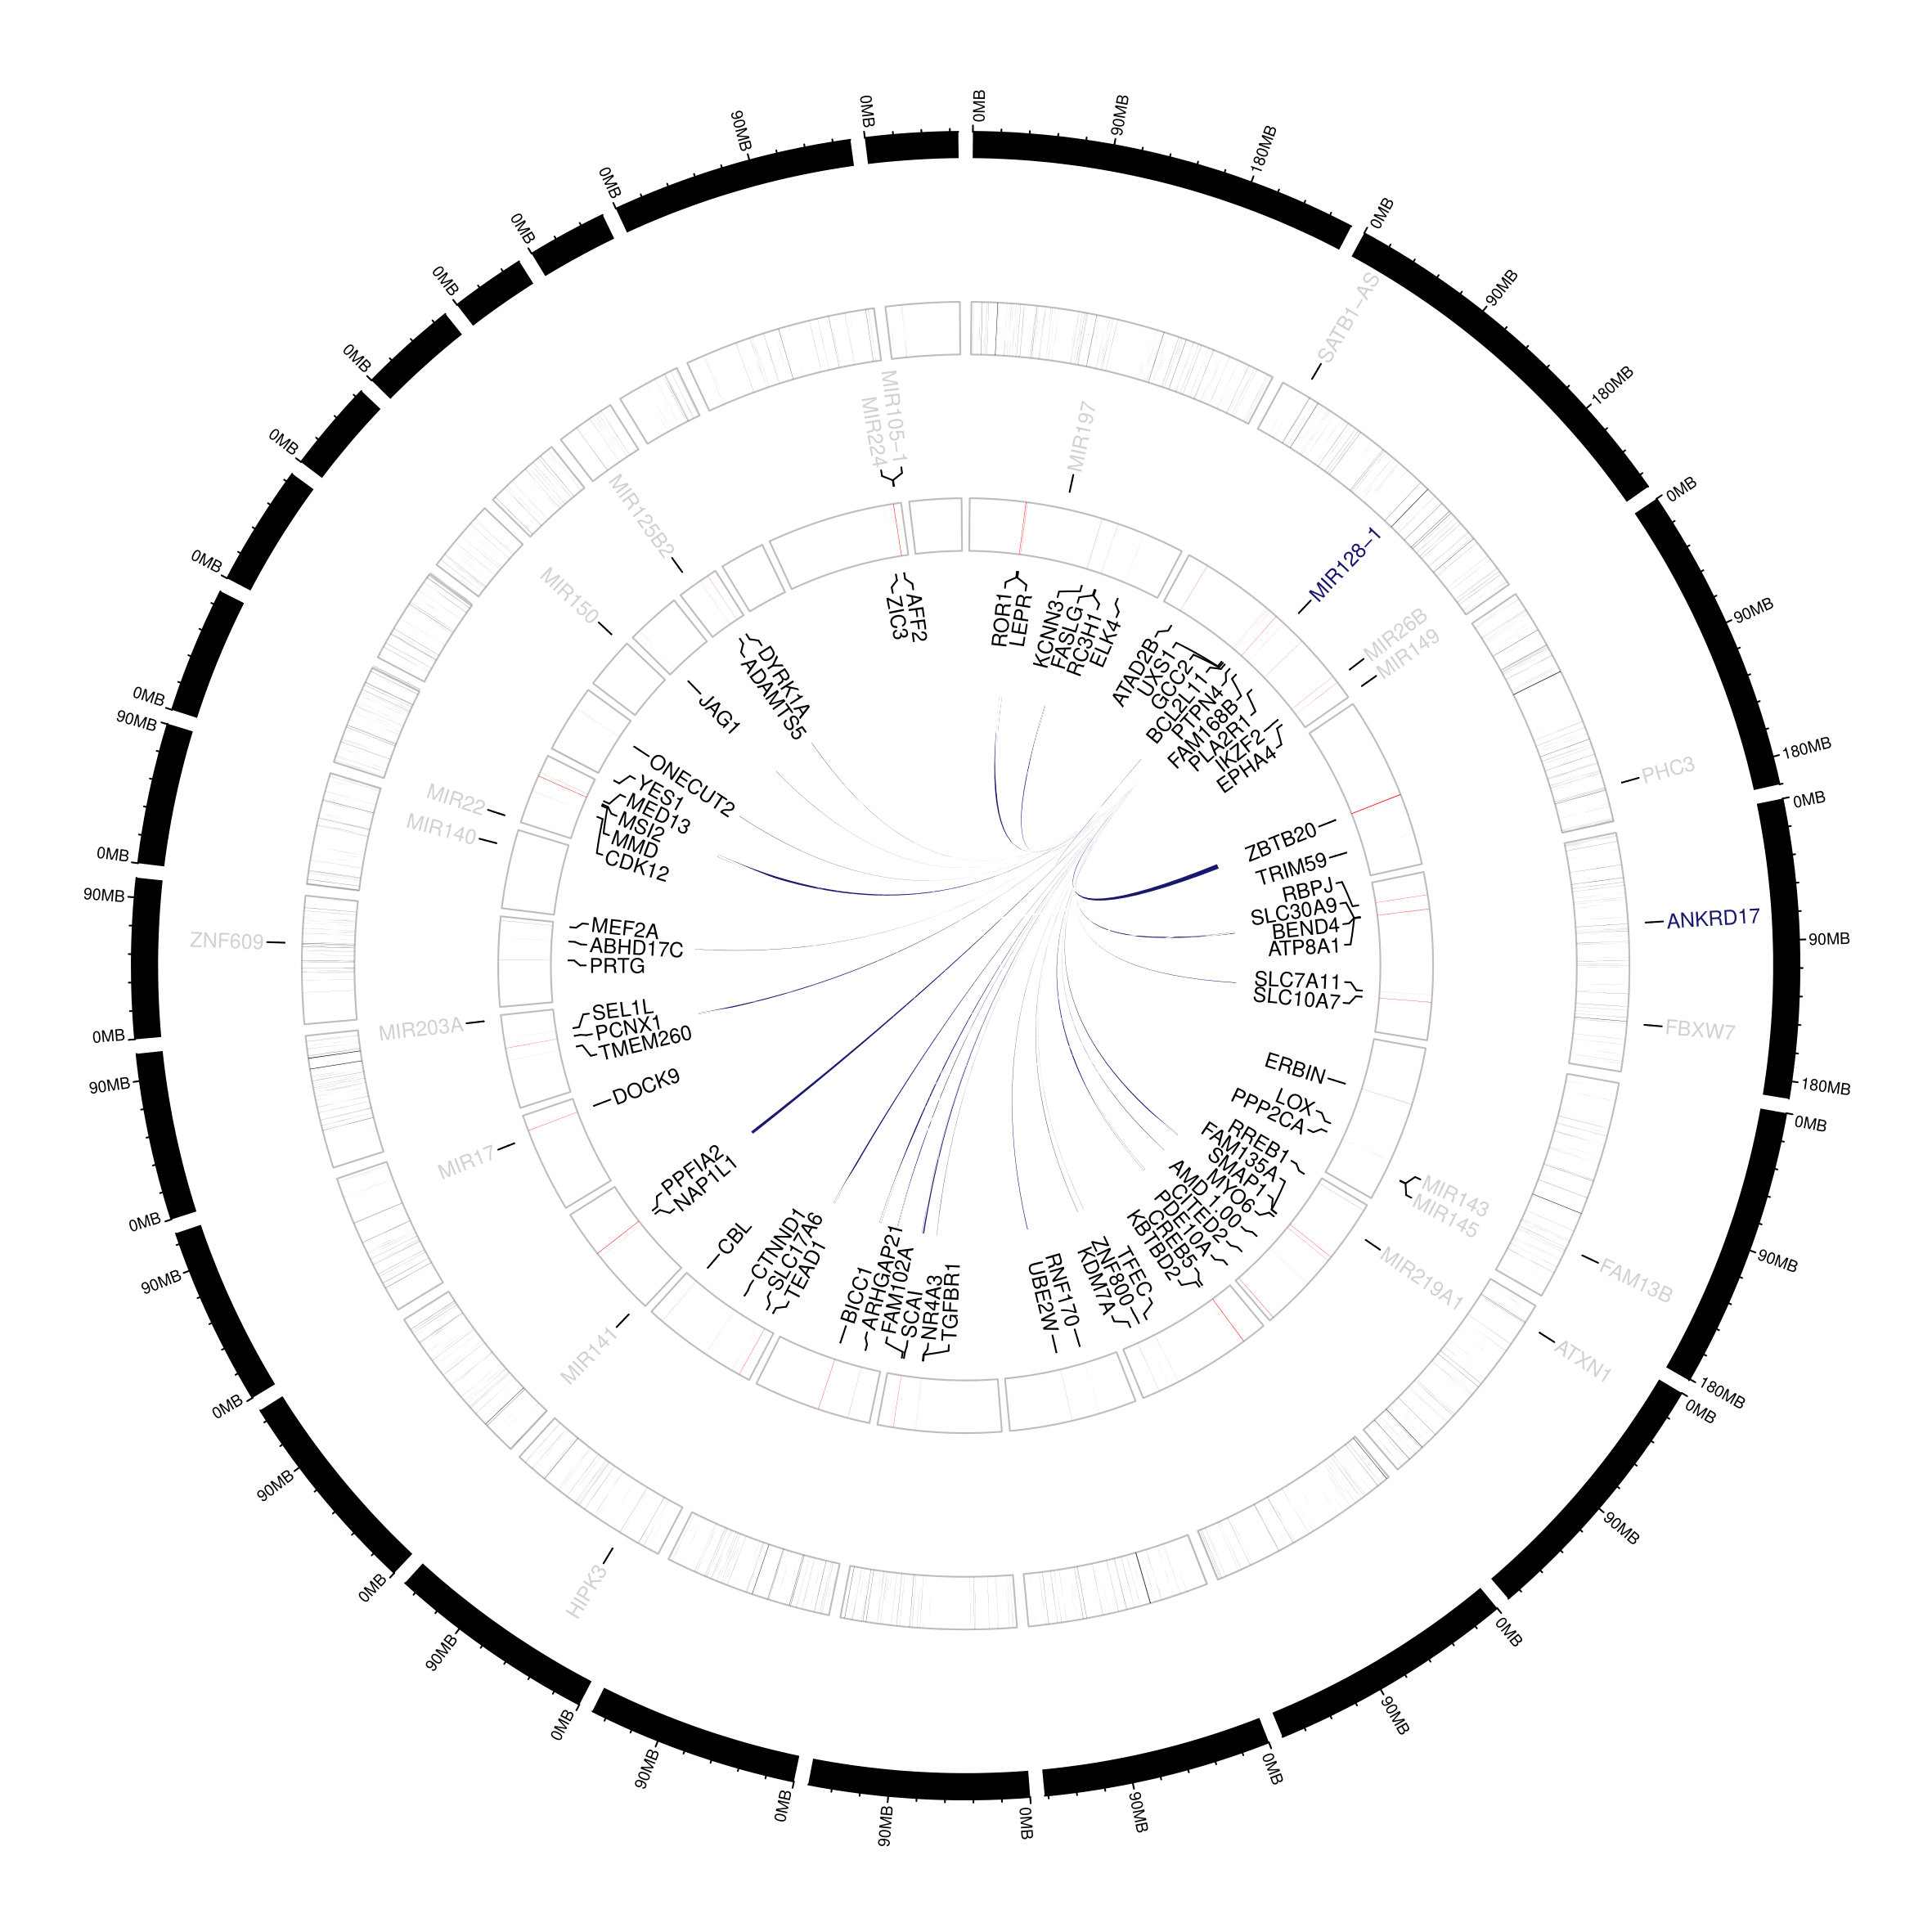 0MB
90MB
180MB
0MB
90MB
180MB
0MB
90MB
180MB
0MB
90MB
180MB
0MB
90MB
180MB
0MB
90MB
0MB
90MB
0MB
90MB
0MB
90MB
0MB
90MB
0MB
90MB
0MB
90MB
0MB
90MB
0MB
90MB
0MB
90MB
0MB
90MB
0MB
0MB
0MB
0MB
0MB
0MB
90MB
0MB
SATB1-AS
PHC3
ANKRD17
FBXW7
FAM13B
ATXN1
HIPK3
ZNF609
MIR197
MIR128-1
MIR26B
MIR149
MIR143
MIR145
MIR219A1
MIR141
MIR17
MIR203A
MIR140
MIR22
MIR150
MIR125B2
MIR224
MIR105-1
ROR1
LEPR
KCNN3
FASLG
RC3H1
ELK4
ATAD2B
UXS1
GCC2
BCL2L11
PTPN4
FAM168B
PLA2R1
IKZF2
EPHA4
ZBTB20
TRIM59
RBPJ
SLC30A9
BEND4
ATP8A1
SLC7A11
SLC10A7
ERBIN
LOX
PPP2CA
RREB1
FAM135A
SMAP1
MYO6
AMD 1.00
CITED2
PDE10A
CREB5
KBTBD2
TFEC
ZNF800
KDM7A
RNF170
UBE2W
TGFBR1
NR4A3
SCAI
FAM102A
ARHGAP21
BICC1
TEAD1
SLC17A6
CTNND1
CBL
NAP1L1
PPFIA2
DOCK9
TMEM260
PCNX1
SEL1L
PRTG
ABHD17C
MEF2A
CDK12
MMD
MSI2
MED13
YES1
ONECUT2
JAG1
ADAMTS5
DYRK1A
ZIC3
AFF2